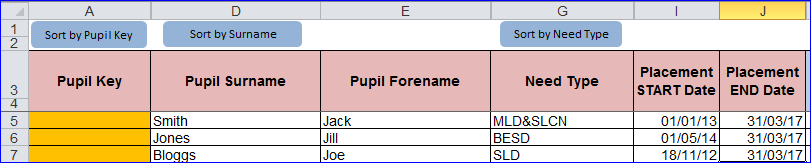 A D E G I J
1 Sort by Pupil Key Sort by Surname Sort by Need Type
2
3 Pupil Key Pupil Surname Pupil Forename Need Type Placement START Date Placement END Date
4
5 Smith Jack MLD&SLCN 01/01/13 31/03/17
6 Jones Jill BESD 01/05/14 31/03/17
7 Bloggs Joe SLD 18/11/12 31/03/17